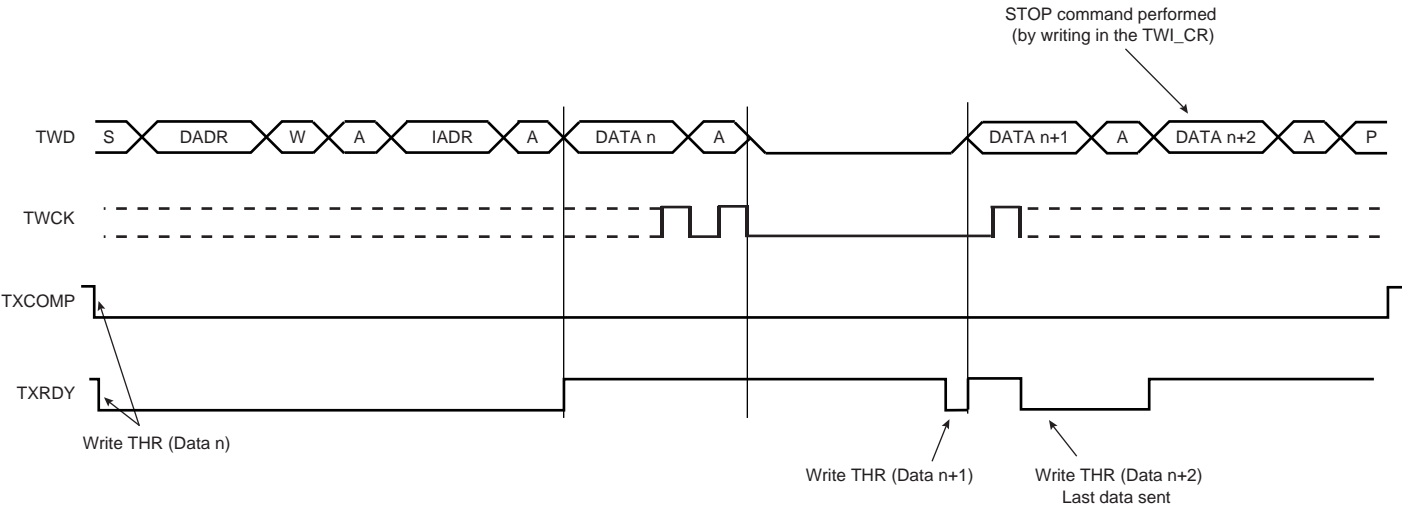 STOP command performed
(by writing in the TWI_CR)
TWD S DADR W A IADR A DATA n A DATA n+1 A DATA n+2 A P
TWCK
TXCOMP
TXRDY
Write THR (Data n)
Write THR (Data n+1)
Write THR (Data n+2)
Last data sent